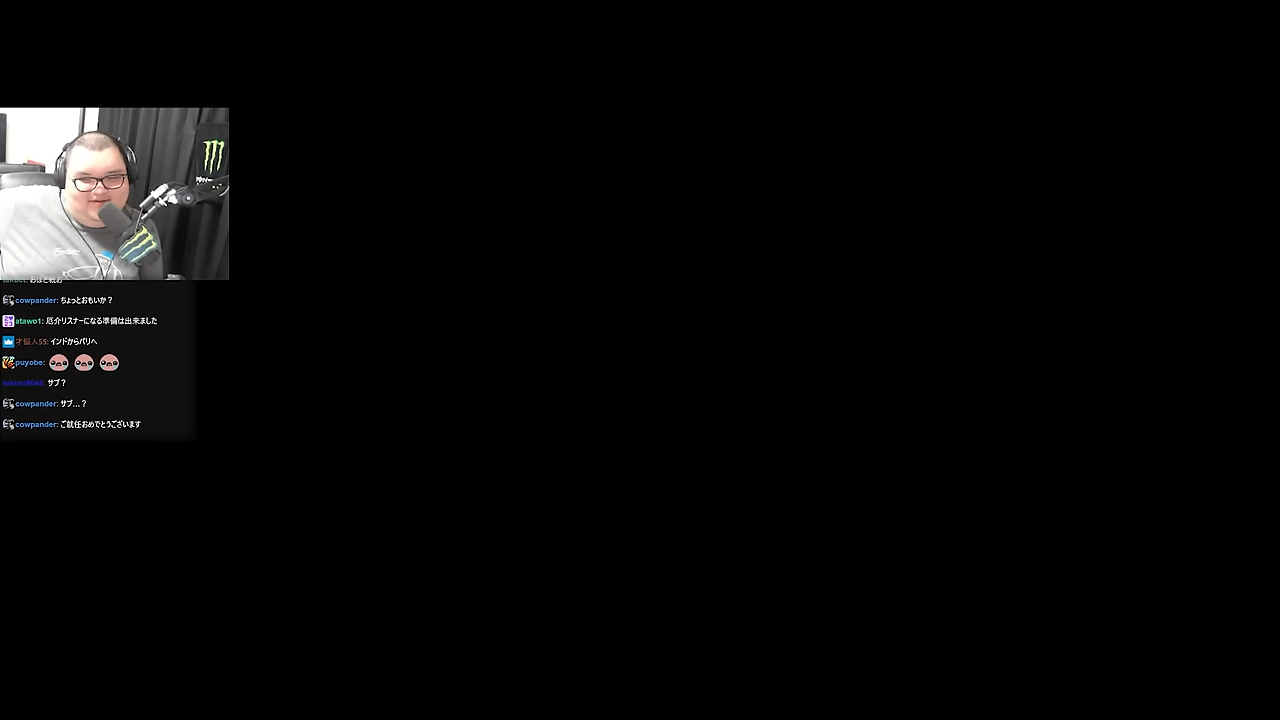 cowpander: ちょっとおもいか？
atawo1: 厄介リスナーになる準備は出来ました
才悩人55: インドからパリへ
puyobe:
サブ？
cowpander: サブ...？
cowpander: ご就任おめでとうございます